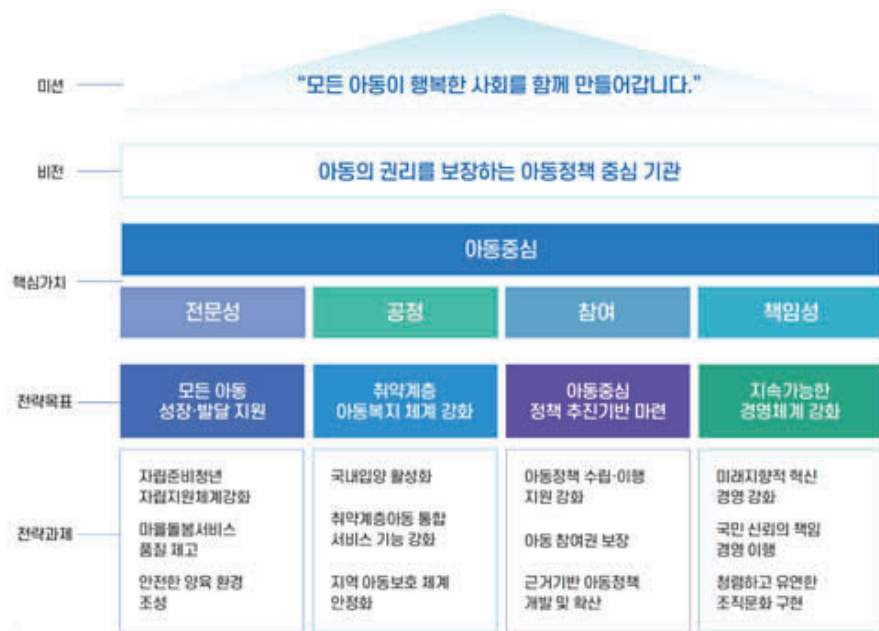 미션
“모든 아동이 행복한 사회를 함께 만들어갑니다.”
비전
아동의 권리를 보장하는 아동정책 중심 기관
핵심가치
아동중심
전문성
공정
참여
책임성
전략목표
모든 아동
성장·발달 지원
취약계층
아동복지 체계 강화
아동중심
정책 추진기반 마련
지속가능한
경영체계 강화
전략과제
자립준비청년
자립지원체계강화
마을돌봄서비스
품질 제고
안전한 양육 환경
조성
국내입양 활성화
취약계층아동 통합
서비스 기능 강화
지역 아동보호 체계
안정화
아동정책 수립·이행
지원 강화
아동 참여권 보장
근거기반 아동정책
개발 및 확산
미래지향적 혁신
경영 강화
국민 신뢰의 책임
경영 이행
청렴하고 유연한
조직문화 구현